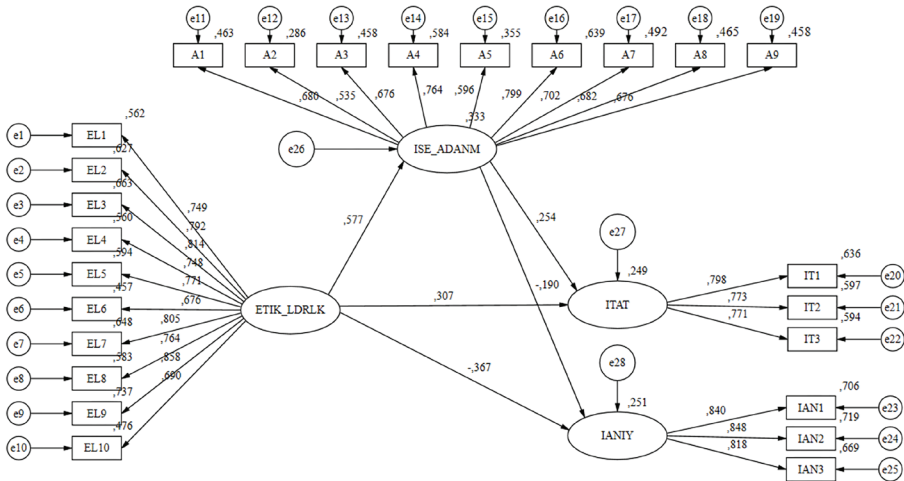 e11 e12 e13 e14 e15 e16 e17 e18 e19
,463 ,286 ,458 ,584 ,355 ,639 ,492 ,465 ,458
A1 A2 A3 A4 A5 A6 A7 A8 A9
,680 ,535 ,676 ,764 ,596 ,799 ,702 ,682 ,676
,333
e26 ISE_ADANM
,562
e1 EL1
,627
e2 EL2
,663
e3 EL3
,560
e4 EL4
,594
e5 EL5
,457
e6 EL6
,648
e7 EL7
,583
e8 EL8
,737
e9 EL9
,476
e10 EL10
,749
,792
,814
,748
,771
,676
,805
,764
,858
,690
ETIK_LDRLK
,577
,254
-,190
,307
-,367
e27
,249
ITAT
,798
,773
,771
,636
IT1 e20
,597
IT2 e21
,594
IT3 e22
e28
,251
IANIY
,840
,848
,818
,706
IAN1 e23
,719
IAN2 e24
,669
IAN3 e25